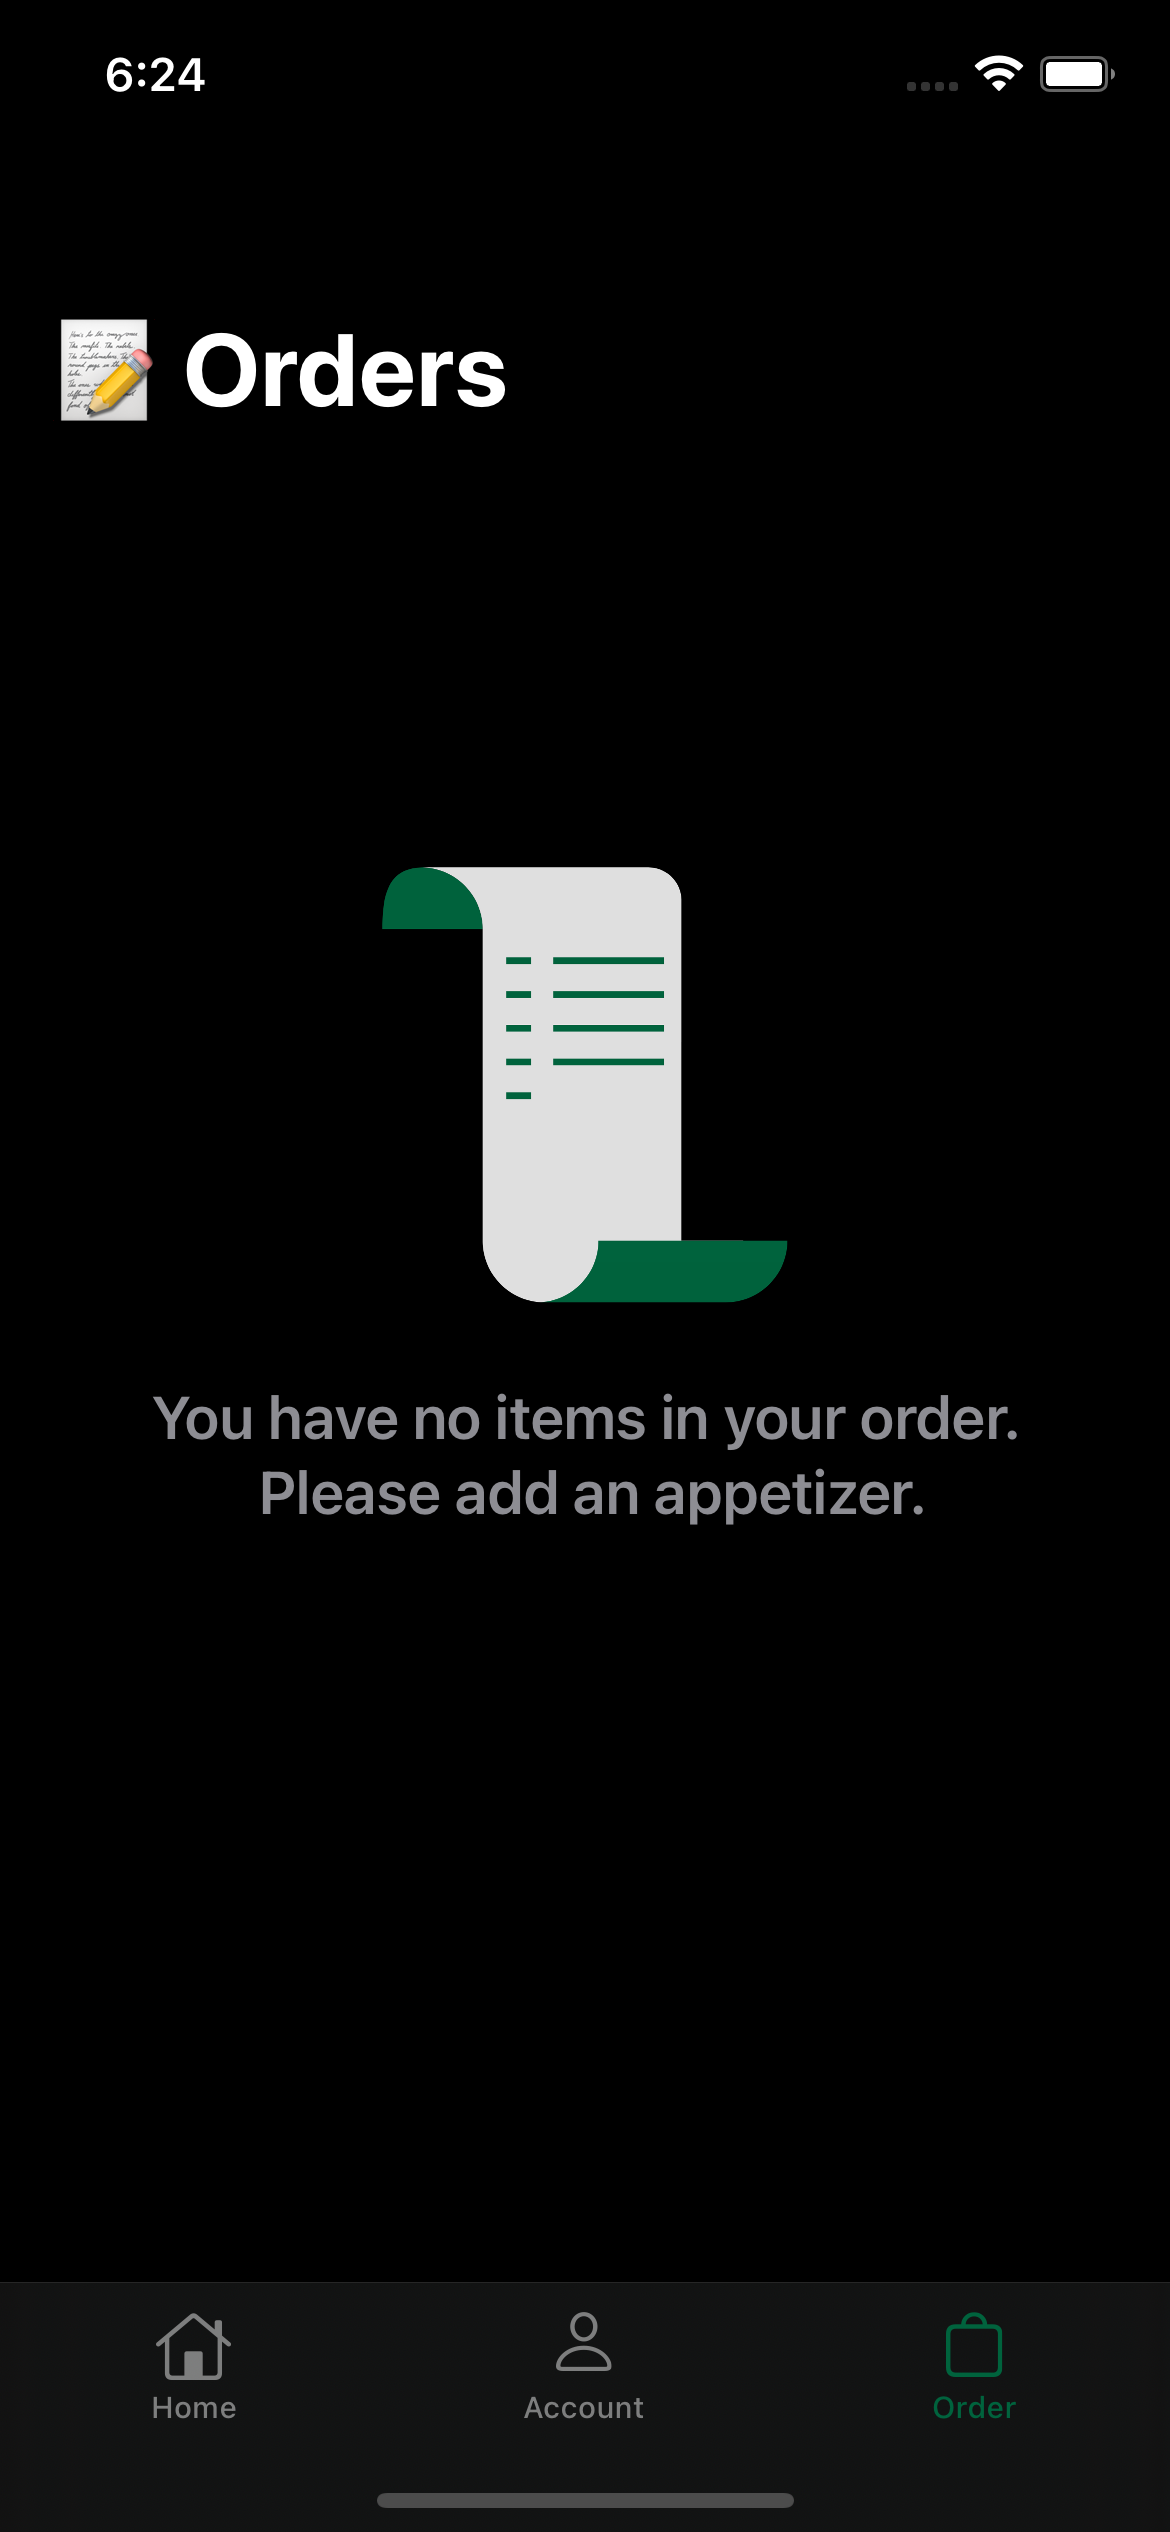 6:24
Orders
You have no items in your order.
Please add an appetizer.
Home
Account
Order